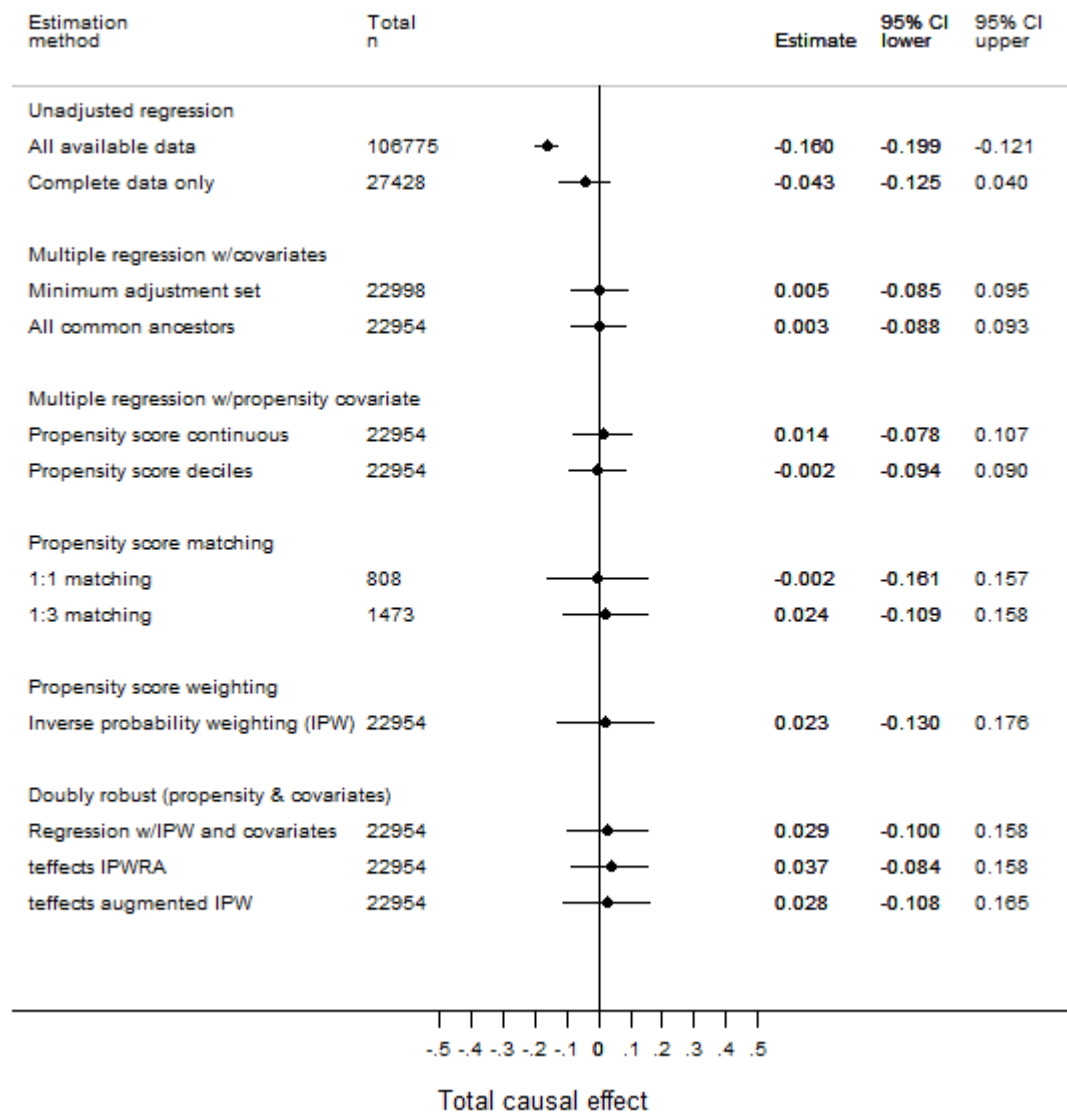 Estimation method Total n Estimate 95% CI lower 95% CI upper
Unadjusted regression
All available data 106775 -0.160 -0.199 -0.121
Complete data only 27428 -0.043 -0.125 0.040
Multiple regression w/covariates
Minimum adjustment set 22998 0.005 -0.085 0.095
All common ancestors 22954 0.003 -0.088 0.093
Multiple regression w/propensity covariate
Propensity score continuous 22954 0.014 -0.078 0.107
Propensity score deciles 22954 -0.002 -0.094 0.090
Propensity score matching
1:1 matching 808 -0.002 -0.161 0.157
1:3 matching 1473 0.024 -0.109 0.158
Propensity score weighting
Inverse probability weighting (IPW) 22954 0.023 -0.130 0.176
Doubly robust (propensity & covariates)
Regression w/IPW and covariates 22954 0.029 -0.100 0.158
teffects IPWRA 22954 0.037 -0.084 0.158
teffects augmented IPW 22954 0.028 -0.108 0.165
-.5 -.4 -.3 -.2 -.1 0 .1 .2 .3 .4 .5
Total causal effect